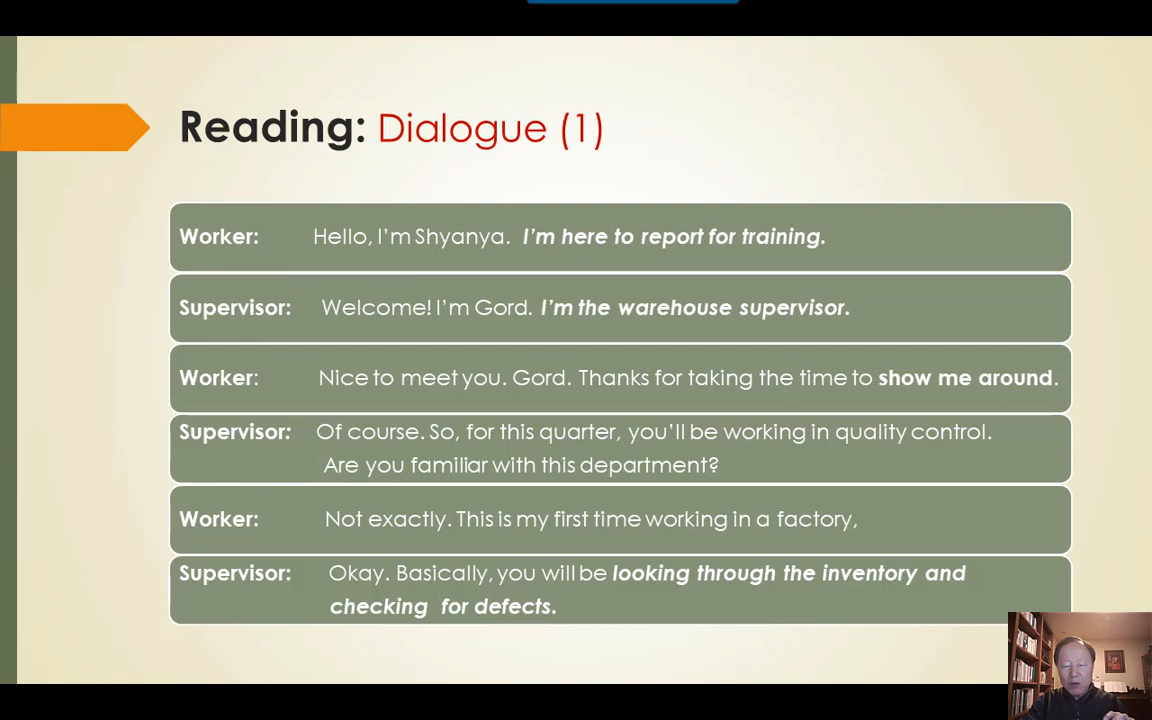 Reading: Dialogue (1)
Worker: Hello, I'm Shyanya. I'm here to report for training.
Supervisor: Welcome! I'm Gord. I'm the warehouse supervisor.
Worker: Nice to meet you. Gord. Thanks for taking the time to show me around.
Supervisor: Of course. So, for this quarter, you'll be working in quality control.
Are you familiar with this department?
Worker: Not exactly. This is my first time working in a factory,
Supervisor: Okay. Basically, you will be looking through the inventory and
checking for defects.